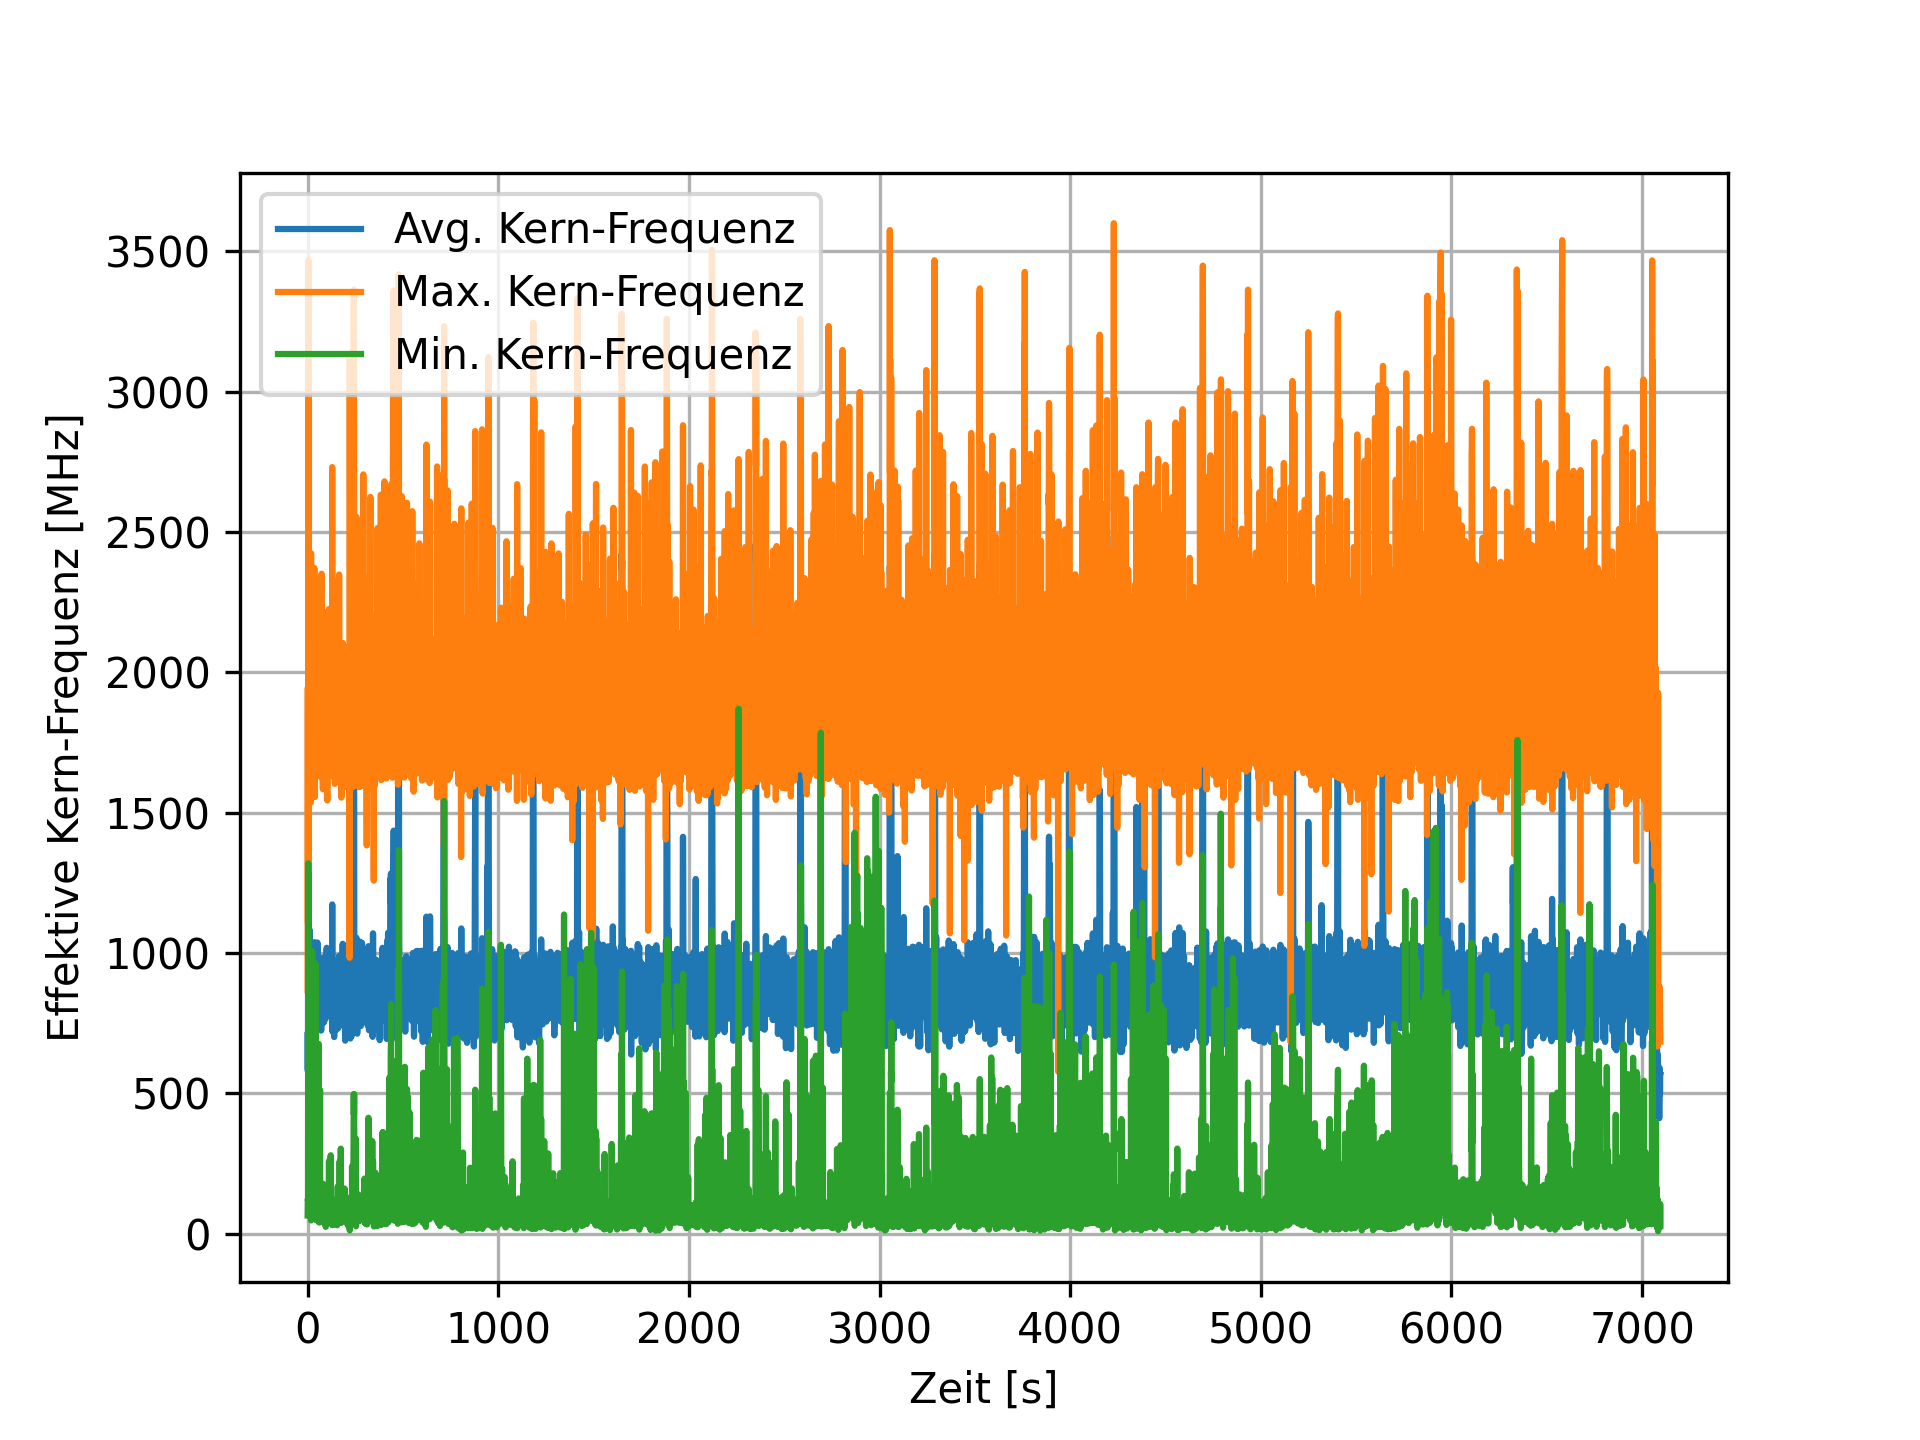 Avg. Kern-Frequenz
Max. Kern-Frequenz
Min. Kern-Frequenz
Effektive Kern-Frequenz [MHz]
3500
3000
2500
2000
1500
1000
500
0
0 1000 2000 3000 4000 5000 6000 7000
Zeit [s]